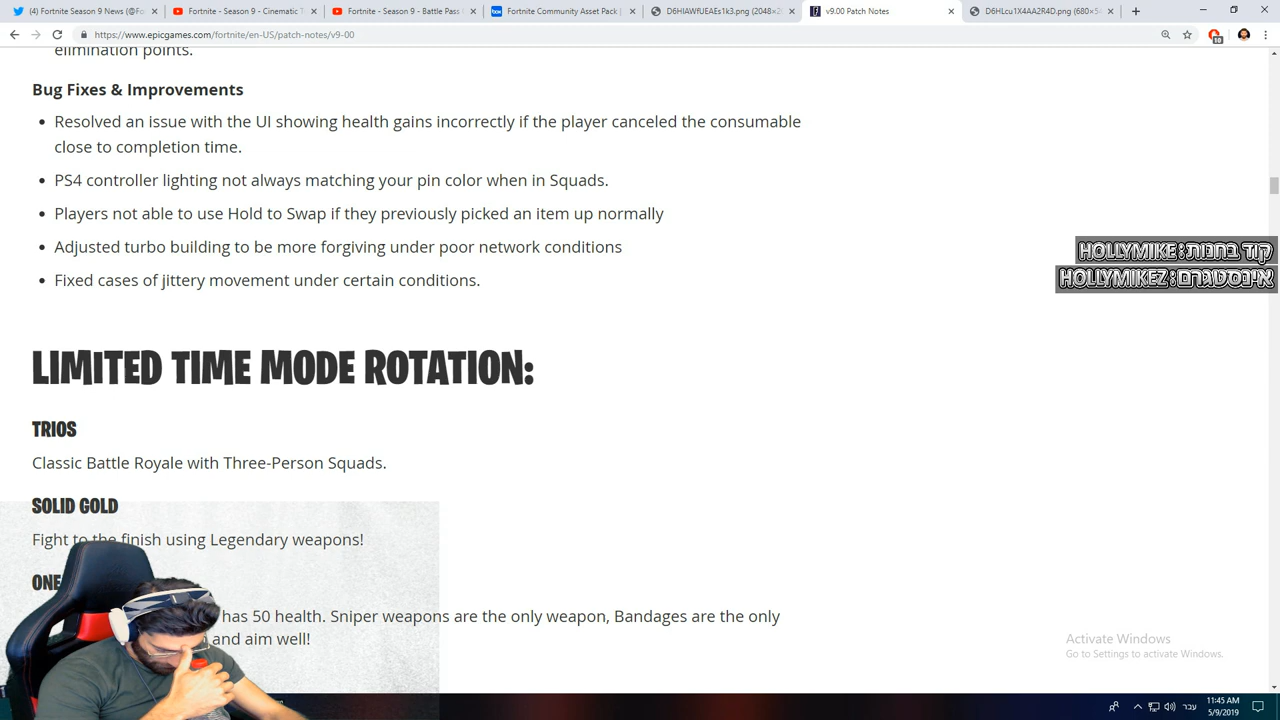 Fortnite Season 9 News (@Fo
Fortnite - Season 9 - Cinematic T
Fortnite - Season 9 - Battle Pass
Fortnite Community Asset Pack
D6HIAWfUEAEs1k3.png (2048×2
v9.00 Patch Notes
D6HLcu1X4AA2R4D.png (680×54
https://www.epicgames.com/fortnite/en-US/patch-notes/v9-00
elimination points.
Bug Fixes & Improvements
• Resolved an issue with the UI showing health gains incorrectly if the player canceled the consumable
close to completion time.
• PS4 controller lighting not always matching your pin color when in Squads.
• Players not able to use Hold to Swap if they previously picked an item up normally
• Adjusted turbo building to be more forgiving under poor network conditions
• Fixed cases of jittery movement under certain conditions.
קוד בחנות: HOLLYMIKE
אינסטגרם: HOLLYMIKEZ
LIMITED TIME MODE ROTATION:
TRIOS
Classic Battle Royale with Three-Person Squads.
SOLID GOLD
Fight to the finish using Legendary weapons!
ONE
has 50 health. Sniper weapons are the only weapon, Bandages are the only
and aim well!
Activate Windows
Go to Settings to activate Windows.
עבר
11:45 AM
5/9/2019